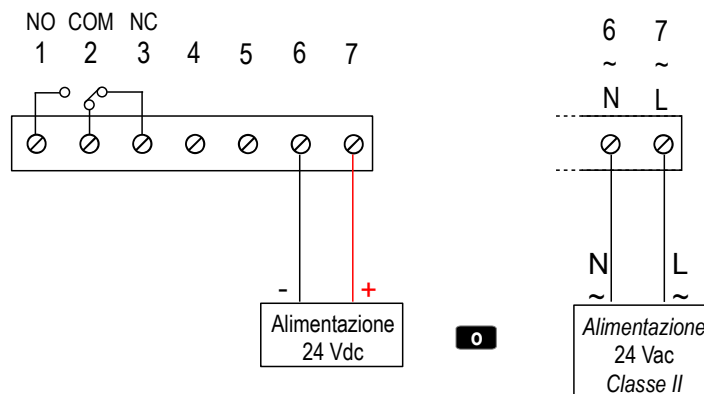 NO COM NC
1 2 3 4 5 6 7
- +
Alimentazione
24 Vdc
o
6 7
~ ~
N L
N L
~ ~
Alimentazione
24 Vac
Classe II